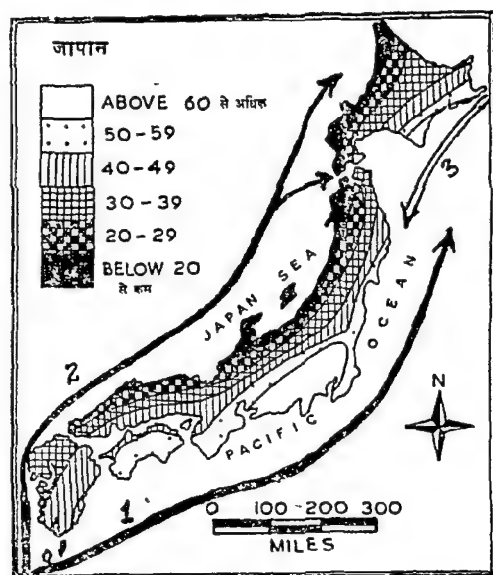 जापान
ABOVE 60 से अधिक
50-59
40-49
30-39
20-29
BELOW 20
से कम
JAPAN SEA
PACIFIC OCEAN
N
1
2
3
0 100 200 300
MILES